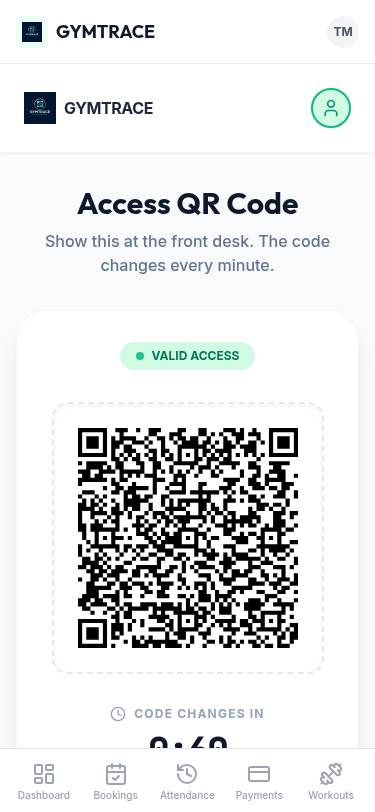 GYMTRACE
TM
GYMTRACE
Access QR Code
Show this at the front desk. The code
changes every minute.
VALID ACCESS
CODE CHANGES IN
Dashboard
Bookings
Attendance
Payments
Workouts